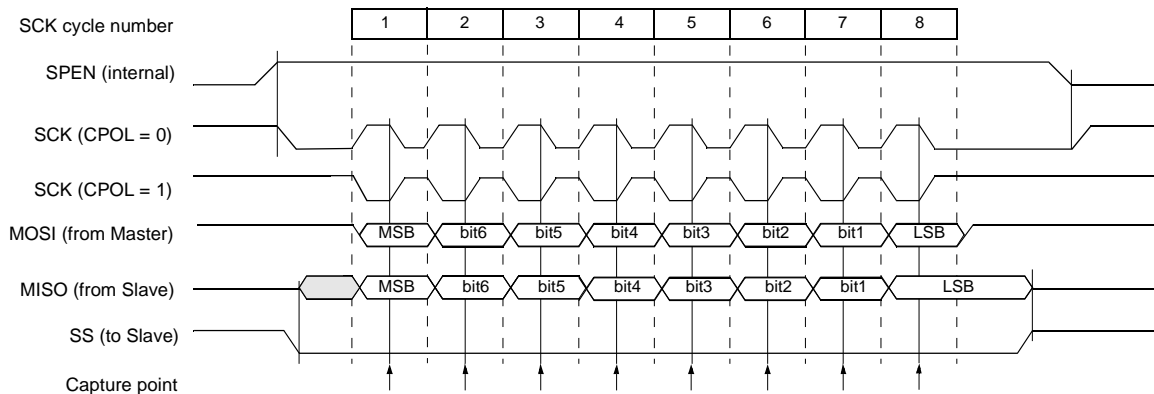 SCK cycle number 1 2 3 4 5 6 7 8
SPEN (internal)
SCK (CPOL = 0)
SCK (CPOL = 1)
MOSI (from Master) MSB bit6 bit5 bit4 bit3 bit2 bit1 LSB
MISO (from Slave) MSB bit6 bit5 bit4 bit3 bit2 bit1 LSB
SS (to Slave)
Capture point